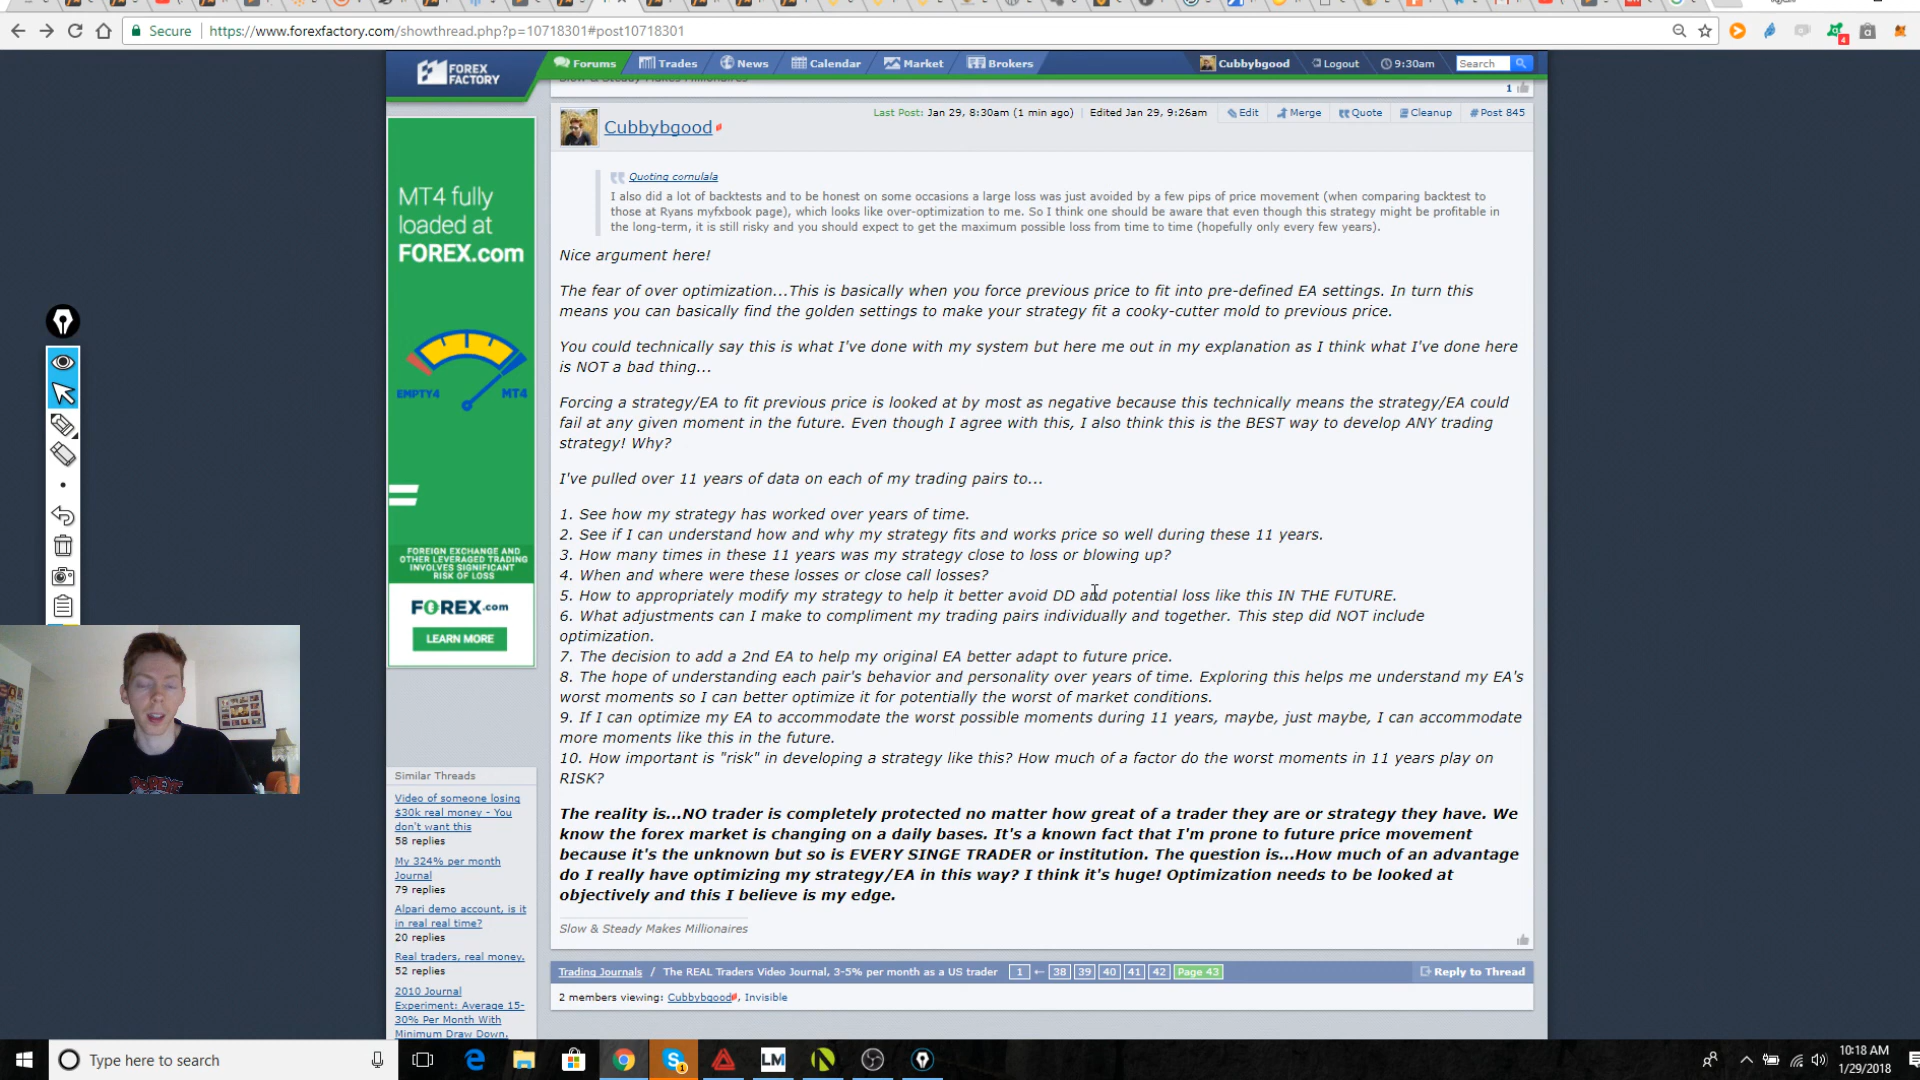 Secure
https://www.forexfactory.com/showthread.php?p=10718301#post10718301
FOREX FACTORY
Forums
Trades
News
Calendar
Market
Brokers
Cubbybgood
Logout
9:30am
Search
Slow & Steady Makes Millionaires
1
Cubbybgood
Last Post: Jan 29, 8:30am (1 min ago)
Edited Jan 29, 9:26am
Edit
Merge
Quote
Cleanup
# Post 845
Quoting cornulala
I also did a lot of backtests and to be honest on some occasions a large loss was just avoided by a few pips of price movement (when comparing backtest to
those at Ryans myfxbook page), which looks like over-optimization to me. So I think one should be aware that even though this strategy might be profitable in
the long-term, it is still risky and you should expect to get the maximum possible loss from time to time (hopefully only every few years).
Nice argument here!
The fear of over optimization...This is basically when you force previous price to fit into pre-defined EA settings. In turn this
means you can basically find the golden settings to make your strategy fit a cooky-cutter mold to previous price.
You could technically say this is what I've done with my system but here me out in my explanation as I think what I've done here
is NOT a bad thing...
Forcing a strategy/EA to fit previous price is looked at by most as negative because this technically means the strategy/EA could
fail at any given moment in the future. Even though I agree with this, I also think this is the BEST way to develop ANY trading
strategy! Why?
I've pulled over 11 years of data on each of my trading pairs to...
1. See how my strategy has worked over years of time.
2. See if I can understand how and why my strategy fits and works price so well during these 11 years.
3. How many times in these 11 years was my strategy close to loss or blowing up?
4. When and where were these losses or close call losses?
5. How to appropriately modify my strategy to help it better avoid DD and potential loss like this IN THE FUTURE.
6. What adjustments can I make to compliment my trading pairs individually and together. This step did NOT include
optimization.
7. The decision to add a 2nd EA to help my original EA better adapt to future price.
8. The hope of understanding each pair's behavior and personality over years of time. Exploring this helps me understand my EA's
worst moments so I can better optimize it for potentially the worst of market conditions.
9. If I can optimize my EA to accommodate the worst possible moments during 11 years, maybe, just maybe, I can accommodate
more moments like this in the future.
10. How important is "risk" in developing a strategy like this? How much of a factor do the worst moments in 11 years play on
RISK?
The reality is...NO trader is completely protected no matter how great of a trader they are or strategy they have. We
know the forex market is changing on a daily bases. It's a known fact that I'm prone to future price movement
because it's the unknown but so is EVERY SINGE TRADER or institution. The question is...How much of an advantage
do I really have optimizing my strategy/EA in this way? I think it's huge! Optimization needs to be looked at
objectively and this I believe is my edge.
Slow & Steady Makes Millionaires
Trading Journals / The REAL Traders Video Journal, 3-5% per month as a US trader
1 ← 38 39 40 41 42 Page 43
Reply to Thread
2 members viewing: Cubbybgood, Invisible
MT4 fully
loaded at
FOREX.com
EMPTY4
MT4
FOREIGN EXCHANGE AND
OTHER LEVERAGED TRADING
INVOLVES SIGNIFICANT
RISK OF LOSS
FOREX.com
LEARN MORE
Similar Threads
Video of someone losing
$30k real money - You
don't want this
58 replies
My 324% per month
Journal
79 replies
Alpari demo account, is it
in real real time?
20 replies
Real traders, real money.
52 replies
2010 Journal
Experiment: Average 15-
30% Per Month With
Minimum Draw Down.
Type here to search
LM
10:18 AM
1/29/2018